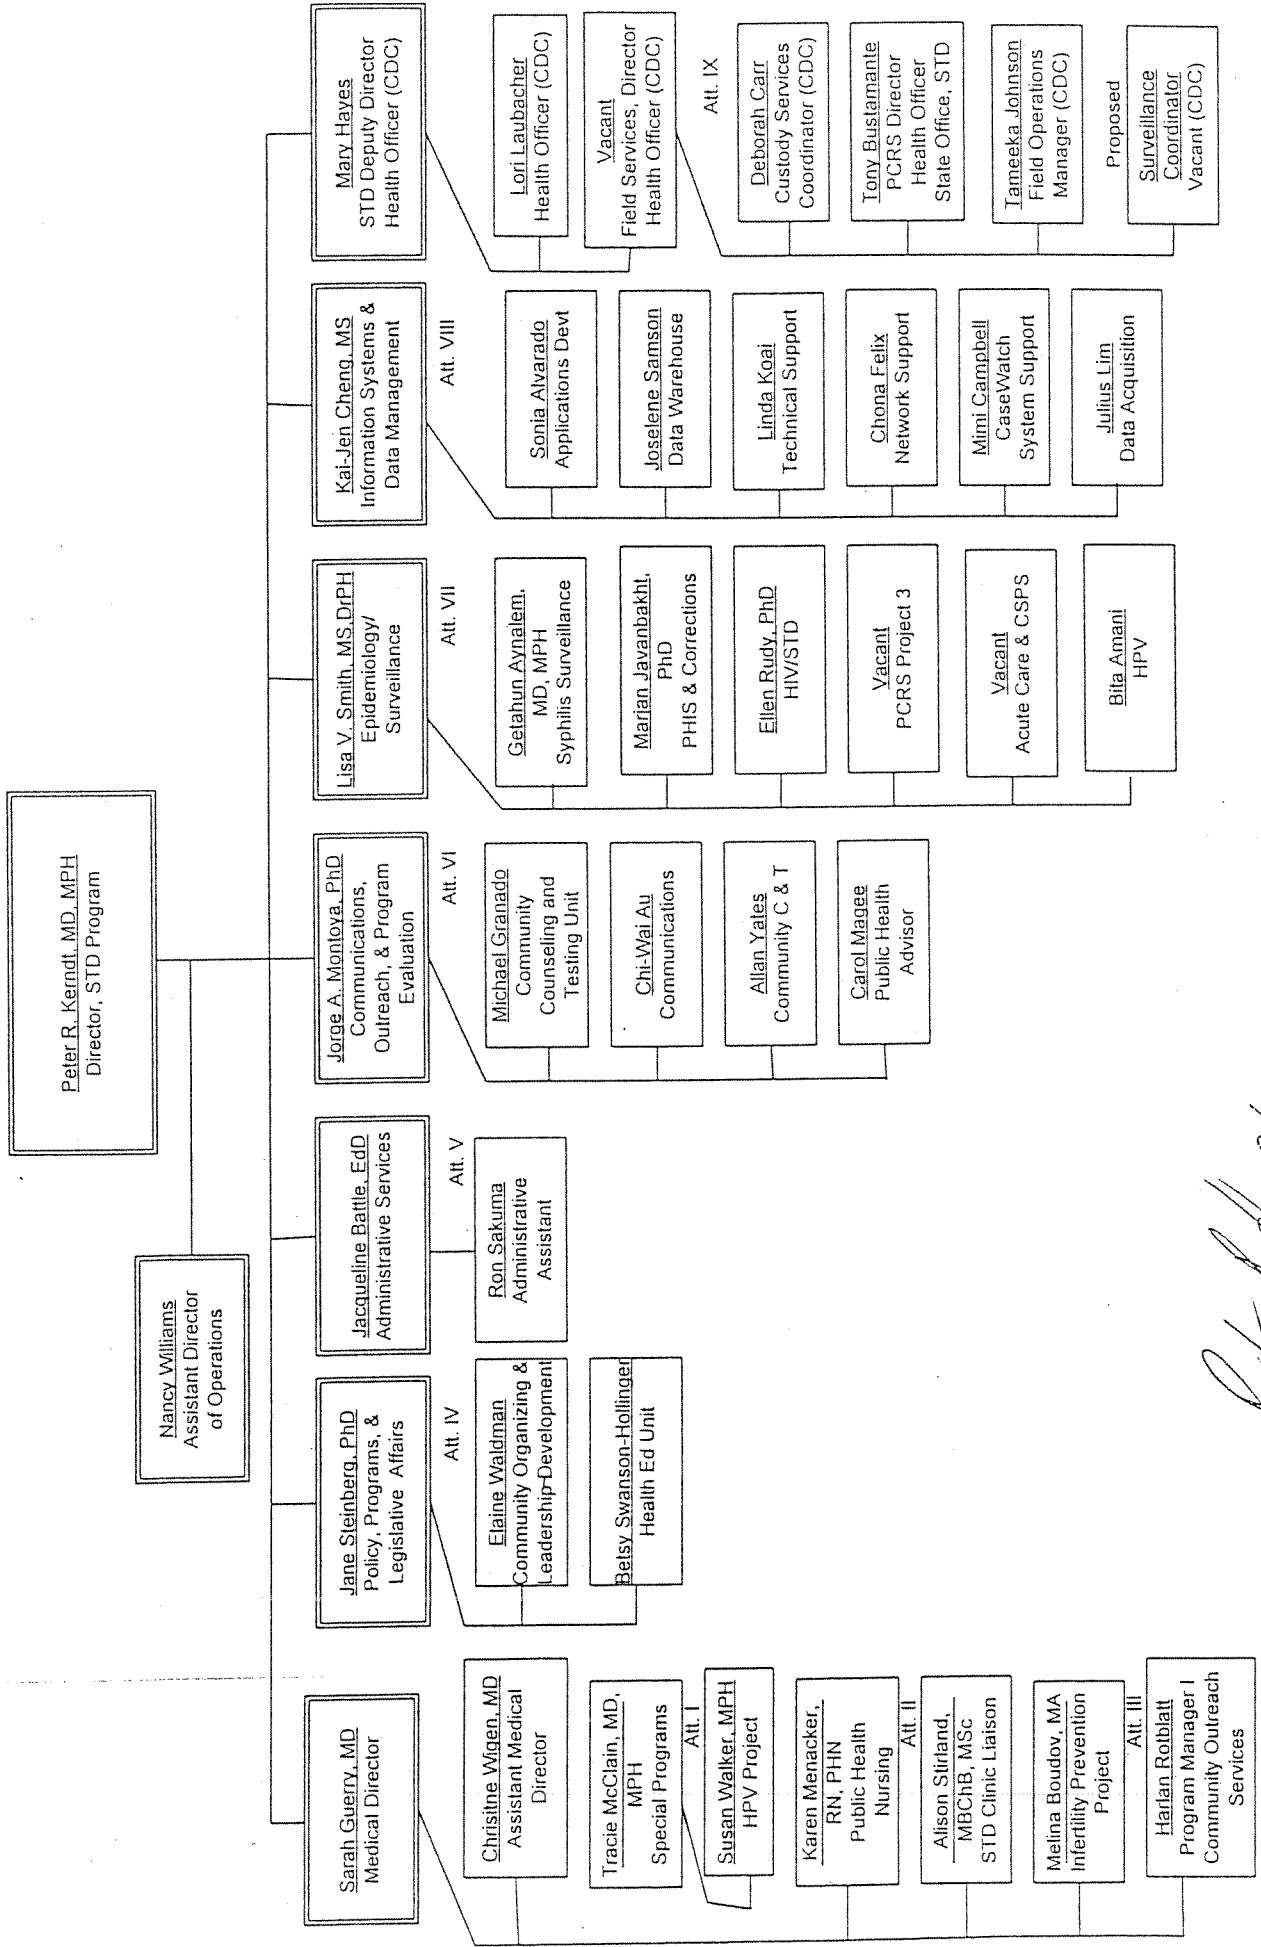 Peter R. Kerndt, MD, MPH
Director, STD Program
Nancy Williams
Assistant Director
of Operations
Sarah Guerry, MD
Medical Director
Jane Steinberg, PhD
Policy, Programs, &
Legislative Affairs
Jacqueline Battle, EdD
Administrative Services
Jorge A. Montoya, PhD
Communications,
Outreach, & Program
Evaluation
Lisa V. Smith, MS,DrPH
Epidemiology/
Surveillance
Kai-Jen Cheng, MS
Information Systems &
Data Management
Mary Hayes
STD Deputy Director
Health Officer (CDC)
Chrisitne Wigen, MD
Assistant Medical
Director
Tracie McClain, MD,
MPH
Special Programs
Att. I
Susan Walker, MPH
HPV Project
Karen Menacker,
RN, PHN
Public Health
Nursing
Att. II
Alison Stirland,
MBChB, MSc
STD Clinic Liaison
Melina Boudov, MA
Infertility Prevention
Project
Att. III
Harlan Rotblatt
Program Manager I
Community Outreach
Services
Att. IV
Elaine Waldman
Community Organizing &
Leadership Development
Betsy Swanson-Hollinger
Health Ed Unit
Att. V
Ron Sakuma
Administrative
Assistant
Att. VI
Michael Granado
Community
Counseling and
Testing Unit
Chi-Wai Au
Communications
Allan Yales
Community C & T
Carol Magee
Public Health
Advisor
Att. VII
Getahun Aynalem,
MD, MPH
Syphilis Surveillance
Marjan Javanbakht,
PhD
PHIS & Corrections
Ellen Rudy, PhD
HIV/STD
Vacant
PCRS Project 3
Vacant
Acute Care & CSPS
Bita Amani
HPV
Att. VIII
Sonia Alvarado
Applications Devt
Joselene Samson
Data Warehouse
Linda Koai
Technical Support
Chona Felix
Network Support
Mimi Campbell
CaseWatch
System Support
Julius Lim
Data Acquisition
Lori Laubacher
Health Officer (CDC)
Vacant
Field Services, Director
Health Officer (CDC)
Att. IX
Deborah Carr
Custody Services
Coordinator (CDC)
Tony Bustamante
PCRS Director
Health Officer
State Office, STD
Tameeka Johnson
Field Operations
Manager (CDC)
Proposed
Surveillance
Coordinator
Vacant (CDC)